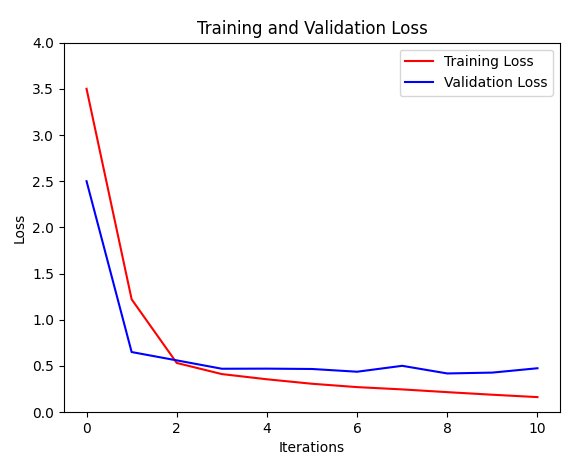 Training and Validation Loss
4.0
3.5
3.0
2.5
2.0
1.5
1.0
0.5
0.0
Loss
Training Loss
Validation Loss
0 2 4 6 8 10
Iterations